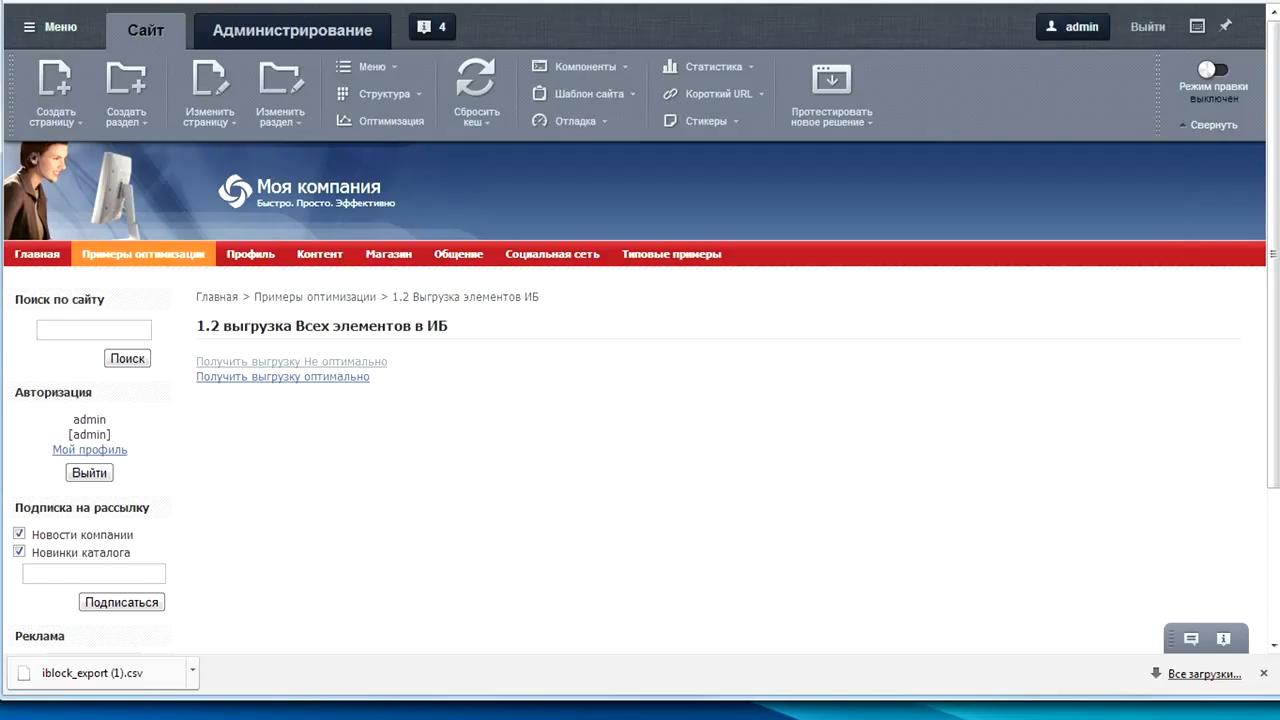 Меню
Сайт
Администрирование
4
admin
Выйти
Создать страницу
Создать раздел
Изменить страницу
Изменить раздел
Меню
Структура
Оптимизация
Сбросить кеш
Компоненты
Шаблон сайта
Отладка
Статистика
Короткий URL
Стикеры
Протестировать новое решение
Режим правки
выключен
Свернуть
Моя компания
Быстро. Просто. Эффективно
Главная Примеры оптимизации Профиль Контент Магазин Общение Социальная сеть Типовые примеры
Поиск по сайту
Поиск
Авторизация
admin
[admin]
Мой профиль
Выйти
Подписка на рассылку
Новости компании
Новинки каталога
Подписаться
Реклама
Главная > Примеры оптимизации > 1.2 Выгрузка элементов ИБ
1.2 выгрузка Всех элементов в ИБ
Получить выгрузку Не оптимально
Получить выгрузку оптимально
iblock_export (1).csv
Все загрузки...